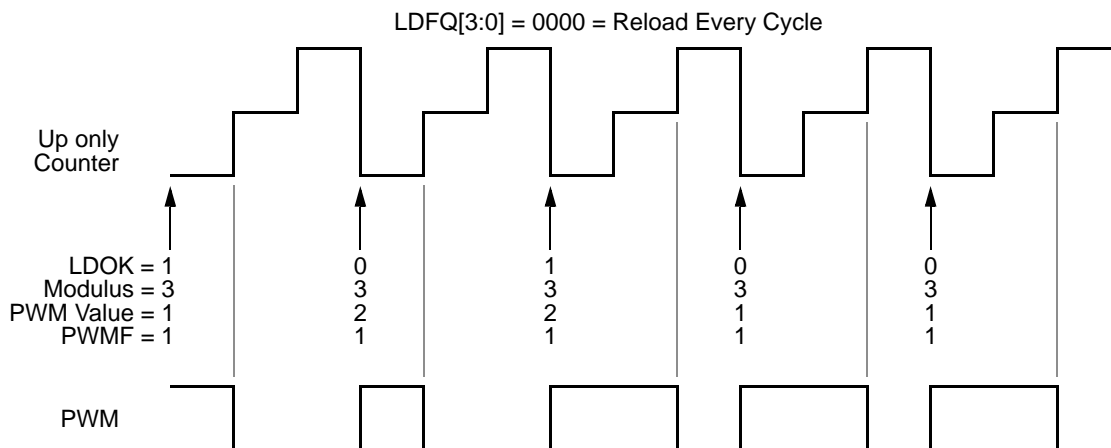 LDFQ[3:0] = 0000 = Reload Every Cycle
Up only
Counter
LDOK = 1 0 1 0 0
Modulus = 3 3 3 3 3
PWM Value = 1 2 2 1 1
PWMF = 1 1 1 1 1
PWM